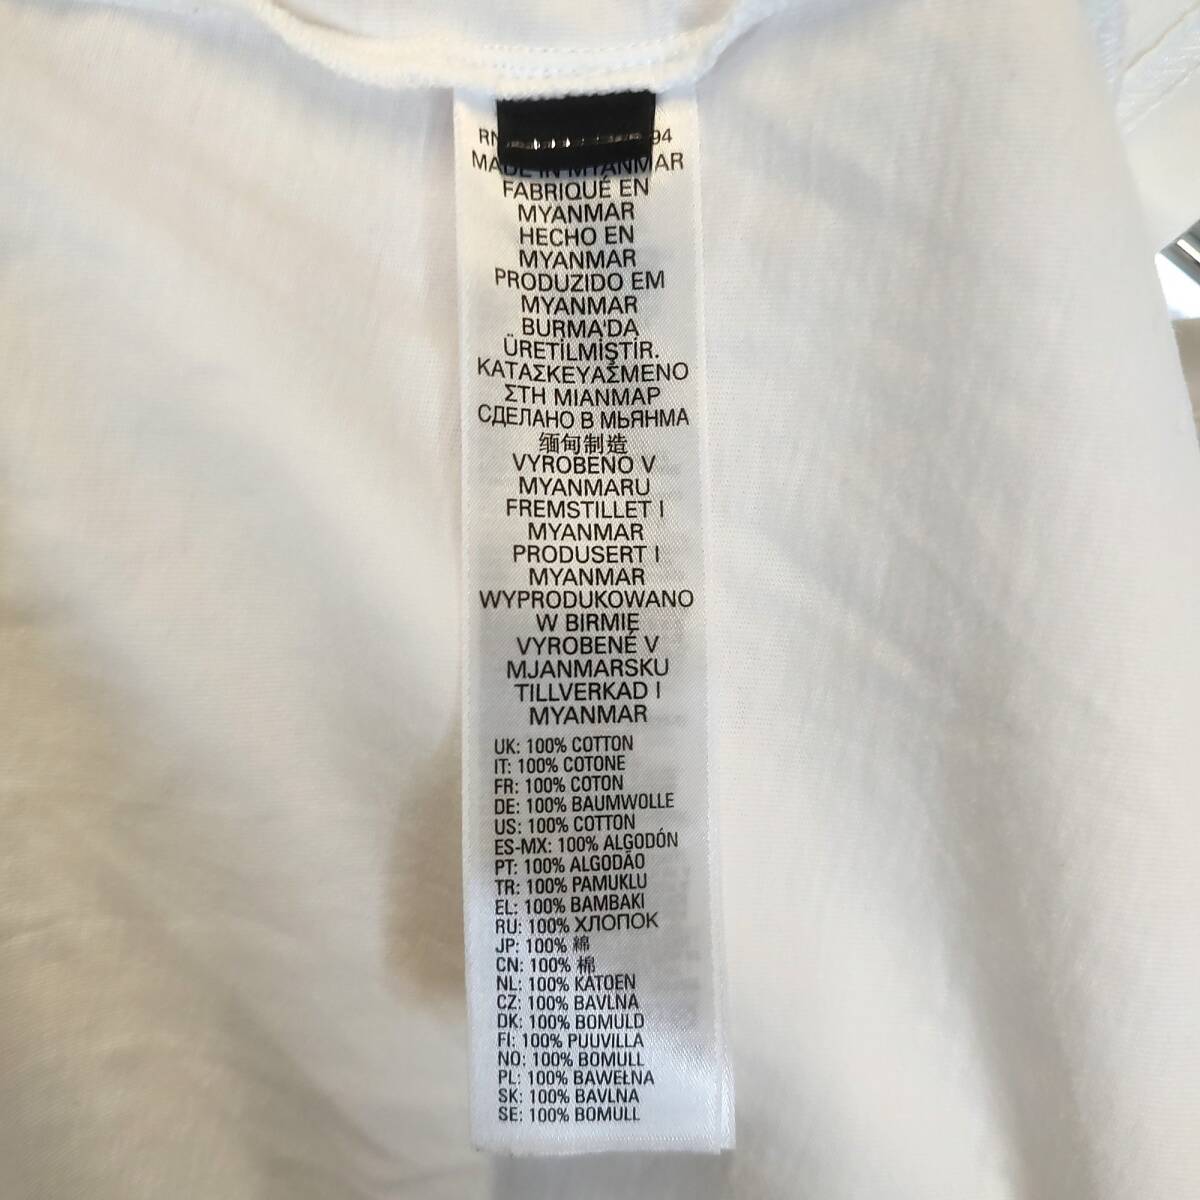 94
MADE IN MYANMAR
FABRIQUÉ EN
MYANMAR
HECHO EN
MYANMAR
PRODUZIDO EM
MYANMAR
BURMA'DA
ÜRETİLMİŞTİR.
ΚΑΤΑΣΚΕΥΑΣΜΕΝΟ
ΣΤΗ ΜΙΑΝΜΑΡ
СДЕЛАНО В МЬЯНМА
缅甸制造
VYROBENO V
MYANMARU
FREMSTILLET I
MYANMAR
PRODUSERT I
MYANMAR
WYPRODUKOWANO
W BIRMIE
VYROBENÉ V
MJANMARSKU
TILLVERKAD I
MYANMAR
UK: 100% COTTON
IT: 100% COTONE
FR: 100% COTON
DE: 100% BAUMWOLLE
US: 100% COTTON
ES-MX: 100% ALGODÓN
PT: 100% ALGODÃO
TR: 100% PAMUKLU
EL: 100% ΒΑΜΒΑΚΙ
RU: 100% ХЛОПОК
JP: 100% 綿
CN: 100% 棉
NL: 100% KATOEN
CZ: 100% BAVLNA
DK: 100% BOMULD
FI: 100% PUUVILLA
NO: 100% BOMULL
PL: 100% BAWEŁNA
SK: 100% BAVLNA
SE: 100% BOMULL